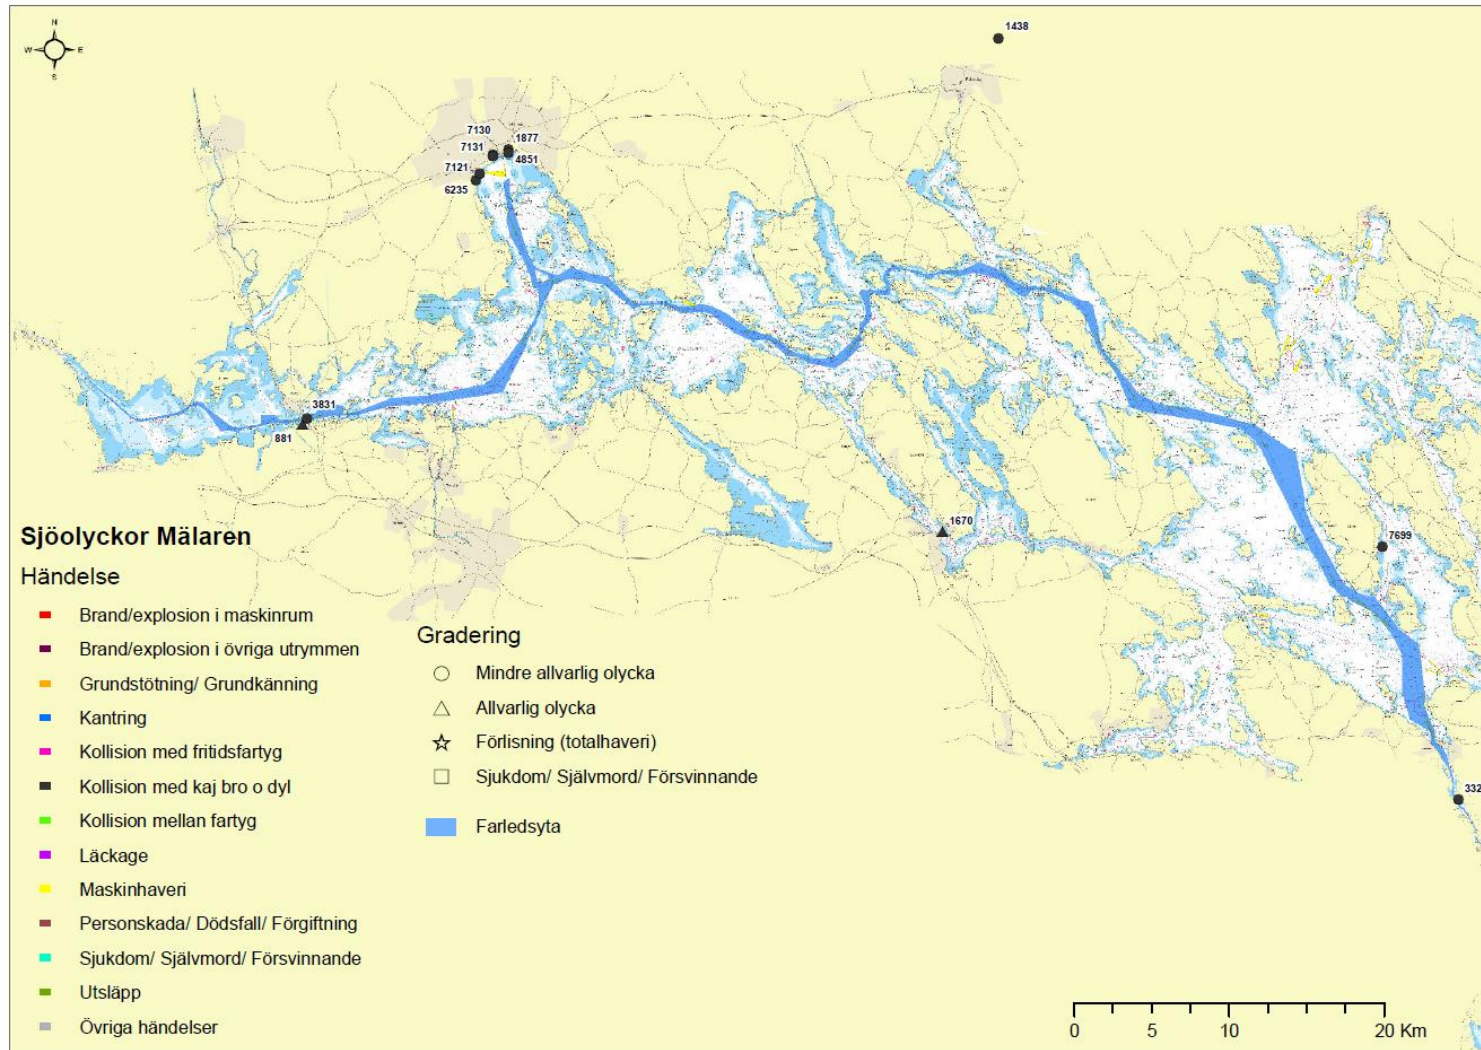 N
W
E
S
1438
7130
1877
7131
4851
7121
6235
3831
881
1670
7699
332
Sjöolyckor Mälaren
Händelse
Brand/explosion i maskinrum
Brand/explosion i övriga utrymmen
Grundstötning/ Grundkänning
Kantring
Kollision med fritidsfartyg
Kollision med kaj bro o dyl
Kollision mellan fartyg
Läckage
Maskinhaveri
Personskada/ Dödsfall/ Förgiftning
Sjukdom/ Självmord/ Försvinnande
Utsläpp
Övriga händelser
Gradering
Mindre allvarlig olycka
Allvarlig olycka
Förlisning (totalhaveri)
Sjukdom/ Självmord/ Försvinnande
Farledsyta
0 5 10 20 Km